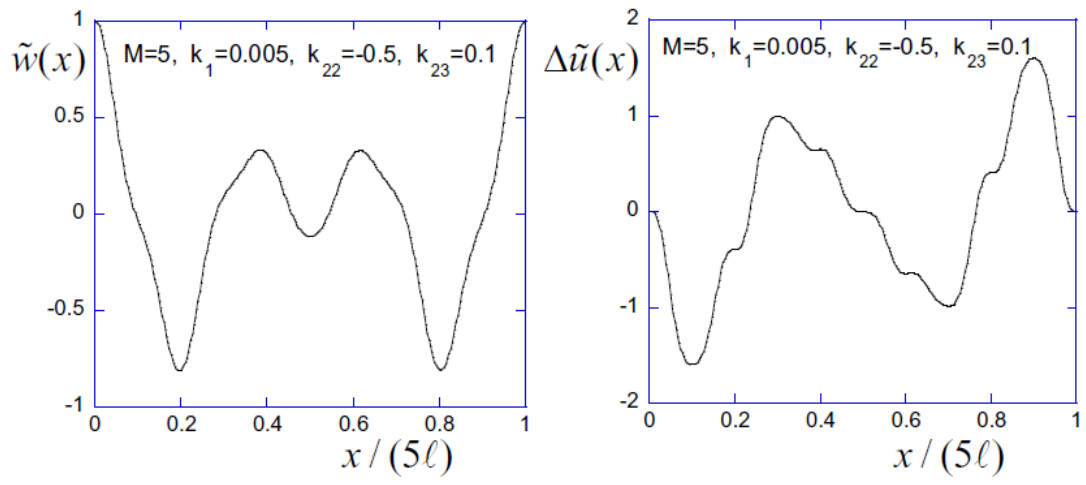 1
w̃(x)
M=5, k₁=0.005, k₂₂=-0.5, k₂₃=0.1
0.5
0
-0.5
-1
0 0.2 0.4 0.6 0.8 1
x / (5ℓ)
2
Δũ(x)
M=5, k₁=0.005, k₂₂=-0.5, k₂₃=0.1
1
0
-1
-2
0 0.2 0.4 0.6 0.8 1
x / (5ℓ)